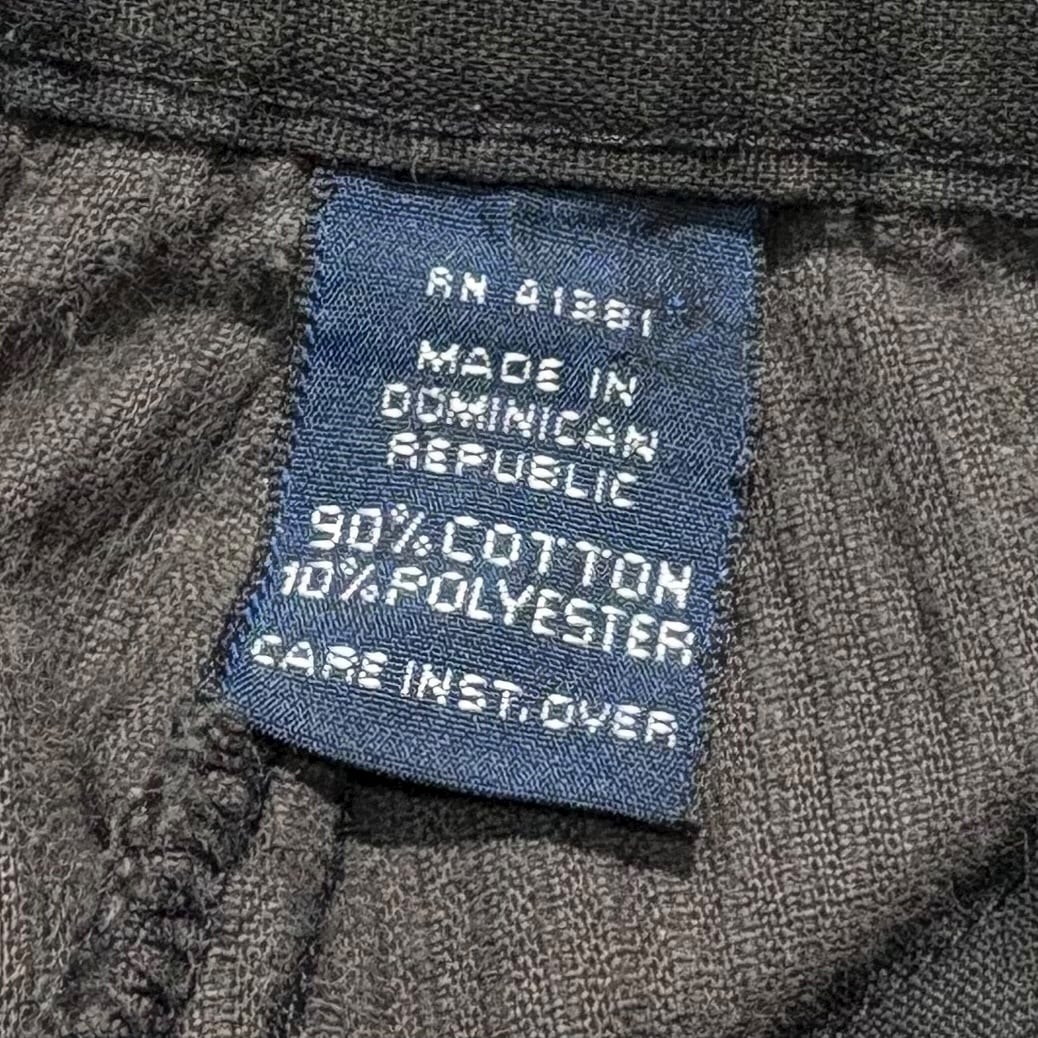 RN 41381
MADE IN
DOMINICAN
REPUBLIC
90% COTTON
10% POLYESTER
CARE INST. OVER